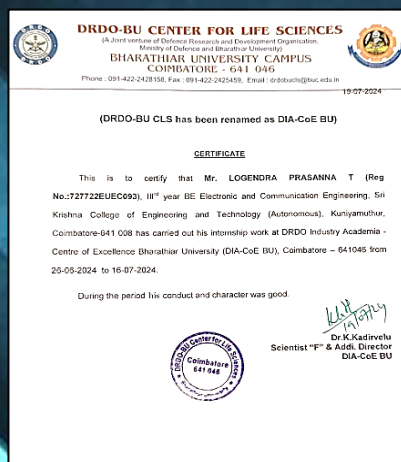 DRDO-BU CENTER FOR LIFE SCIENCES
(A Joint venture of Defence Research and Development Organisation,
Ministry of Defence and Bharathiar University)
BHARATHIAR UNIVERSITY CAMPUS
COIMBATORE - 641 046
Phone : 091-422-2428158, Fax : 091-422-2425459, Email : drdobucls@buc.edu.in
19-07-2024
(DRDO-BU CLS has been renamed as DIA-CoE BU)
CERTIFICATE
This is to certify that Mr. LOGENDRA PRASANNA T (Reg
No.:727722EUEC093), IIIrd year BE Electronic and Communication Engineering, Sri
Krishna College of Engineering and Technology (Autonomous), Kuniyamuthur,
Coimbatore-641 008 has carried out his internship work at DRDO Industry Academia -
Centre of Excellence Bharathiar University (DIA-CoE BU), Coimbatore – 641046 from
26-06-2024 to 16-07-2024.
During the period his conduct and character was good.
19/07/24
Dr.K.Kadirvelu
Scientist "F" & Addl. Director
DIA-CoE BU
DRDO-BU Center for Life Sciences
Coimbatore
641 046